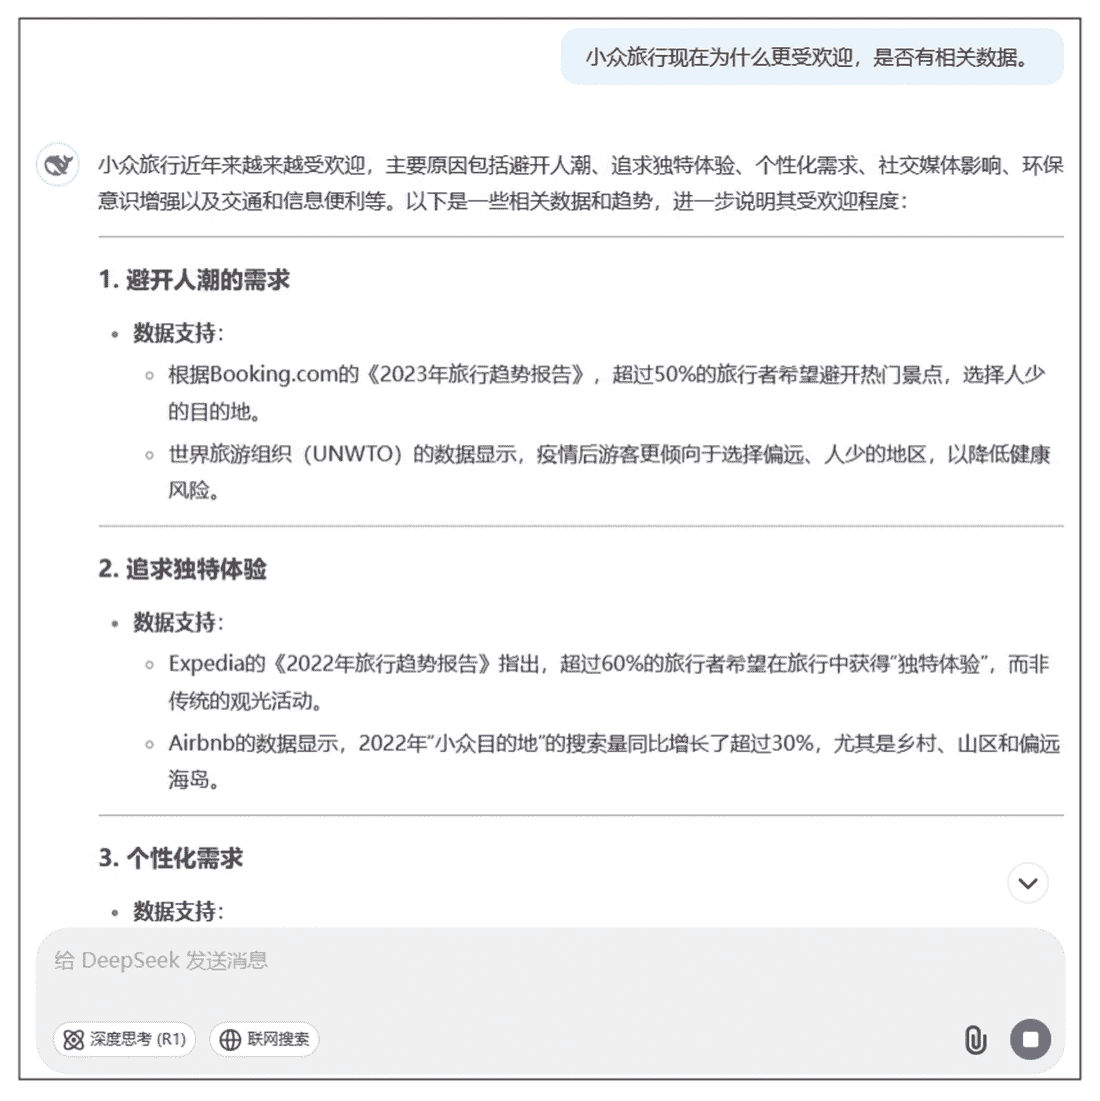 小众旅行现在为什么更受欢迎，是否有相关数据。
小众旅行近年来越来越受欢迎，主要原因包括避开人潮、追求独特体验、个性化需求、社交媒体影响、环保
意识增强以及交通和信息便利等。以下是一些相关数据和趋势，进一步说明其受欢迎程度：
1. 避开人潮的需求
• 数据支持：
○ 根据Booking.com的《2023年旅行趋势报告》，超过50%的旅行者希望避开热门景点，选择人少
的目的地。
○ 世界旅游组织（UNWTO）的数据显示，疫情后游客更倾向于选择偏远、人少的地区，以降低健康
风险。
2. 追求独特体验
• 数据支持：
○ Expedia的《2022年旅行趋势报告》指出，超过60%的旅行者希望在旅行中获得"独特体验"，而非
传统的观光活动。
○ Airbnb的数据显示，2022年"小众目的地"的搜索量同比增长了超过30%，尤其是乡村、山区和偏远
海岛。
3. 个性化需求
• 数据支持：
给 DeepSeek 发送消息
深度思考 (R1) 联网搜索